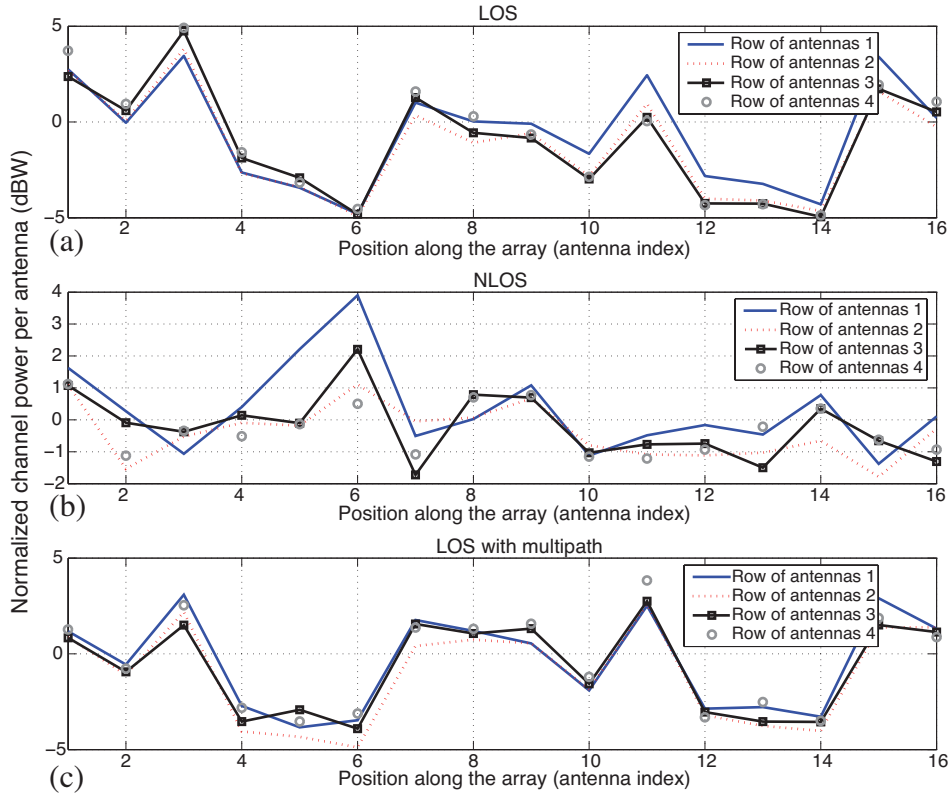 LOS
5
0
−5
Row of antennas 1
Row of antennas 2
Row of antennas 3
Row of antennas 4
2 4 6 8 10 12 14 16
(a)
Position along the array (antenna index)
Normalized channel power per antenna (dBW)
NLOS
4
3
2
1
0
−1
−2
Row of antennas 1
Row of antennas 2
Row of antennas 3
Row of antennas 4
2 4 6 8 10 12 14 16
(b)
Position along the array (antenna index)
LOS with multipath
5
0
−5
Row of antennas 1
Row of antennas 2
Row of antennas 3
Row of antennas 4
2 4 6 8 10 12 14 16
(c)
Position along the array (antenna index)